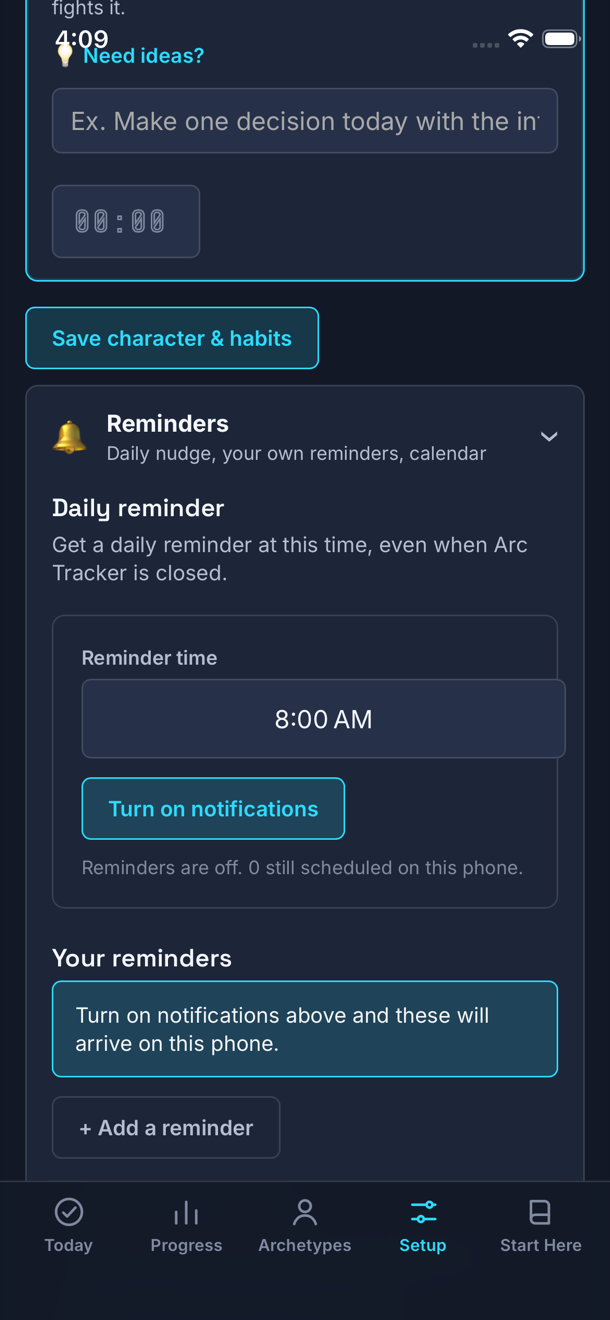 fights it.
4:09
💡 Need ideas?
Ex. Make one decision today with the in
00:00
Save character & habits
Reminders
Daily nudge, your own reminders, calendar
Daily reminder
Get a daily reminder at this time, even when Arc
Tracker is closed.
Reminder time
8:00 AM
Turn on notifications
Reminders are off. 0 still scheduled on this phone.
Your reminders
Turn on notifications above and these will
arrive on this phone.
+ Add a reminder
Today Progress Archetypes Setup Start Here